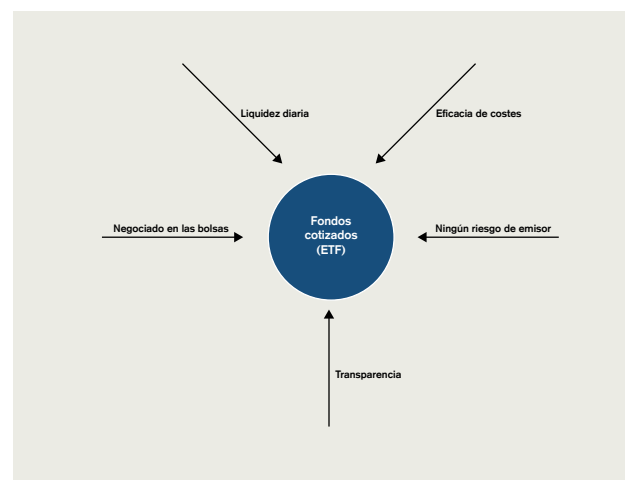 Liquidez diaria
Eficacia de costes
Negociado en las bolsas
Fondos
cotizados
(ETF)
Ningún riesgo de emisor
Transparencia